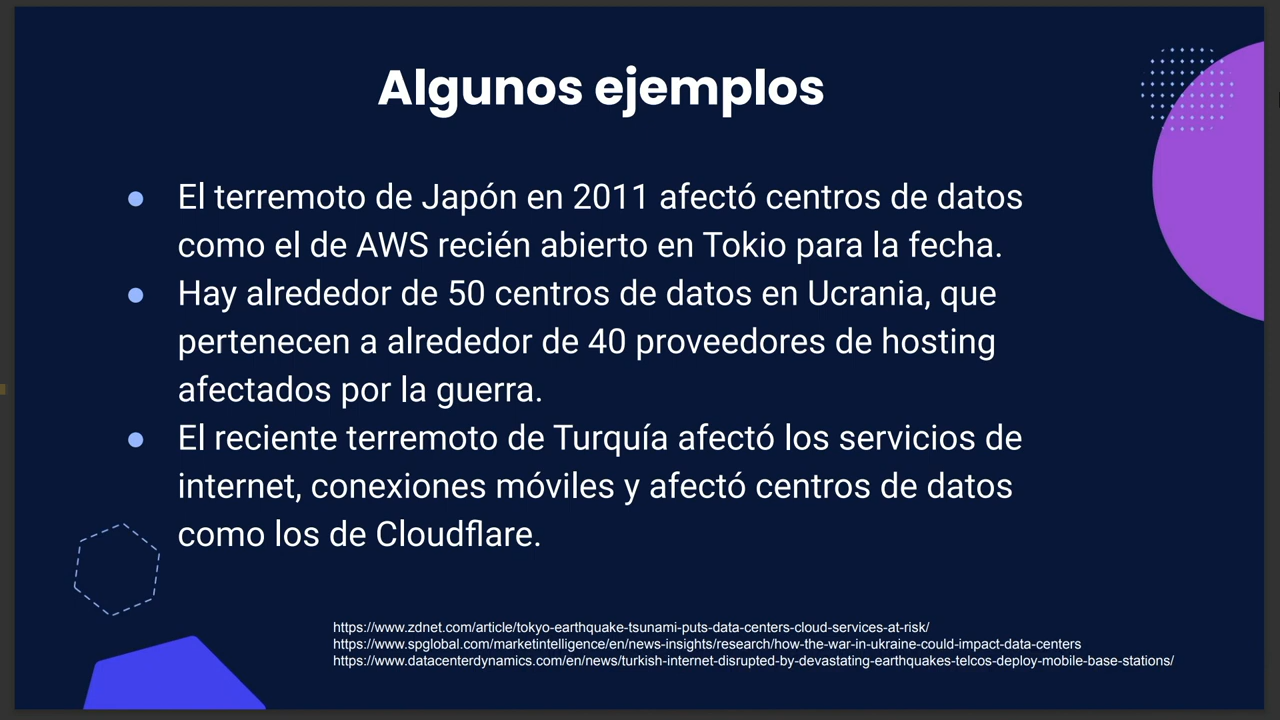 Algunos ejemplos
● El terremoto de Japón en 2011 afectó centros de datos
como el de AWS recién abierto en Tokio para la fecha.
● Hay alrededor de 50 centros de datos en Ucrania, que
pertenecen a alrededor de 40 proveedores de hosting
afectados por la guerra.
● El reciente terremoto de Turquía afectó los servicios de
internet, conexiones móviles y afectó centros de datos
como los de Cloudflare.
https://www.zdnet.com/article/tokyo-earthquake-tsunami-puts-data-centers-cloud-services-at-risk/
https://www.spglobal.com/marketintelligence/en/news-insights/research/how-the-war-in-ukraine-could-impact-data-centers
https://www.datacenterdynamics.com/en/news/turkish-internet-disrupted-by-devastating-earthquakes-telcos-deploy-mobile-base-stations/